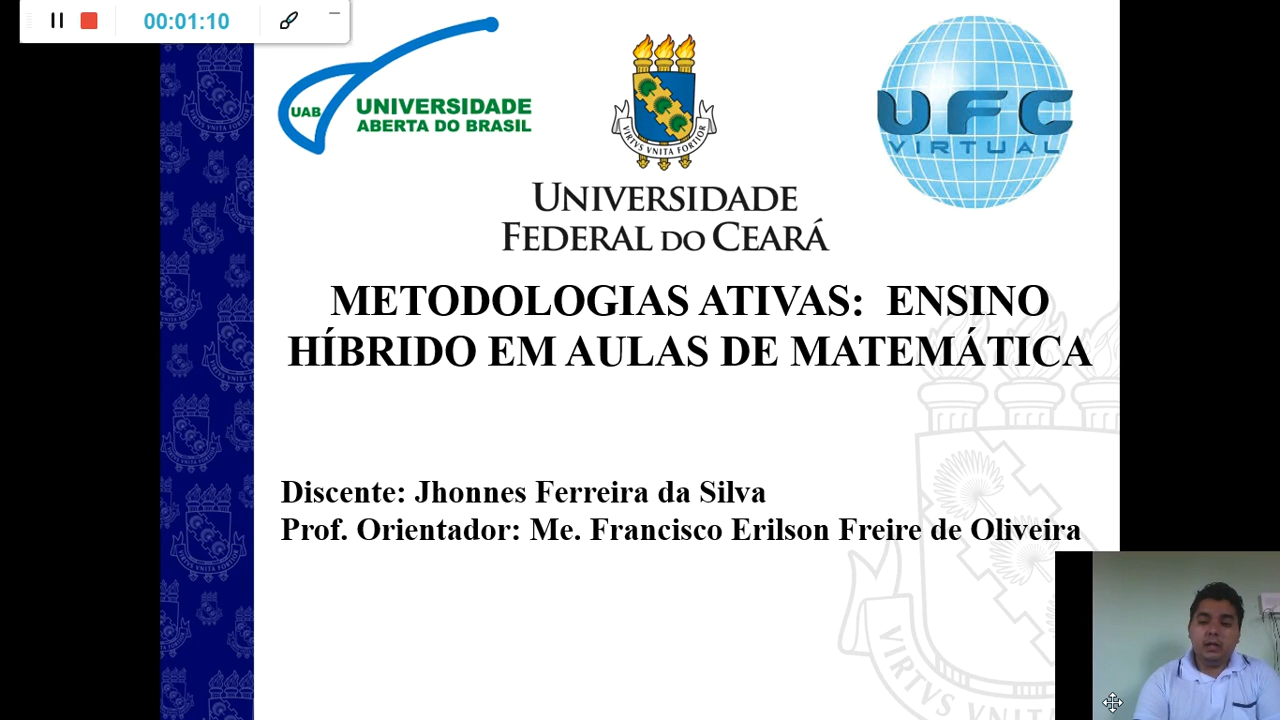 00:01:10
UAB
UNIVERSIDADE
ABERTA DO BRASIL
VIRTVS VNITA FORTIOR
UNIVERSIDADE
FEDERAL DO CEARÁ
UFC
VIRTUAL
METODOLOGIAS ATIVAS: ENSINO
HÍBRIDO EM AULAS DE MATEMÁTICA
Discente: Jhonnes Ferreira da Silva
Prof. Orientador: Me. Francisco Erilson Freire de Oliveira
VIRTVS VNITA